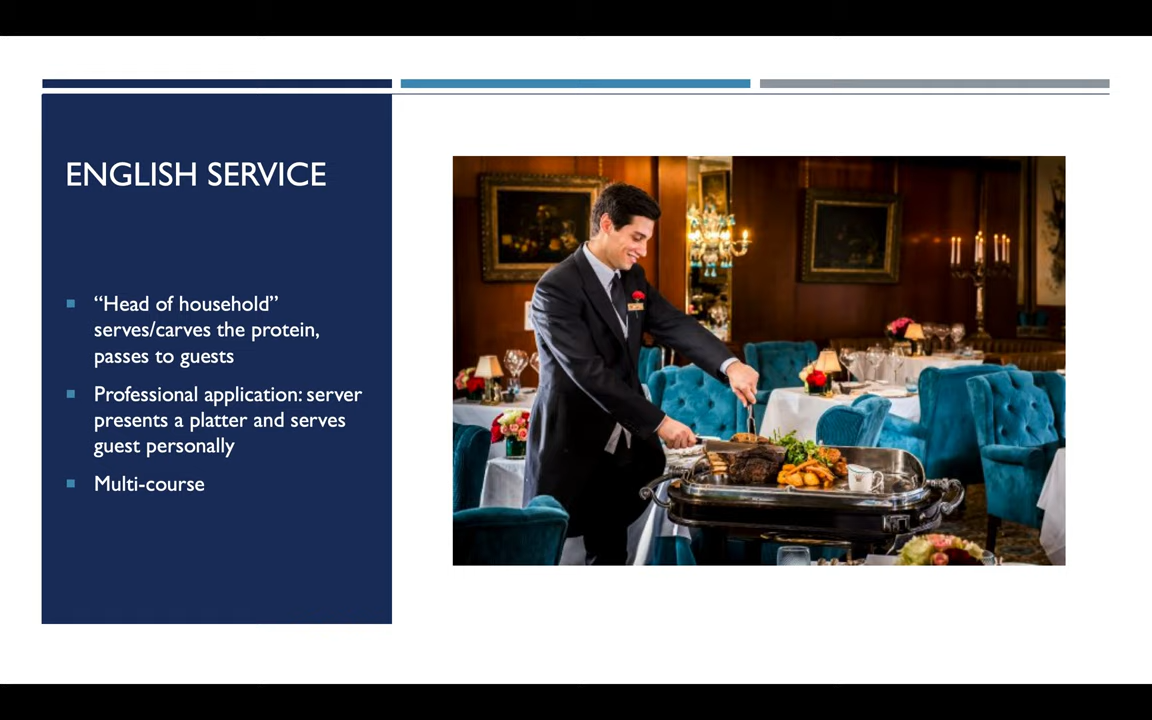 ENGLISH SERVICE
“Head of household”
serves/carves the protein,
passes to guests
Professional application: server
presents a platter and serves
guest personally
Multi-course